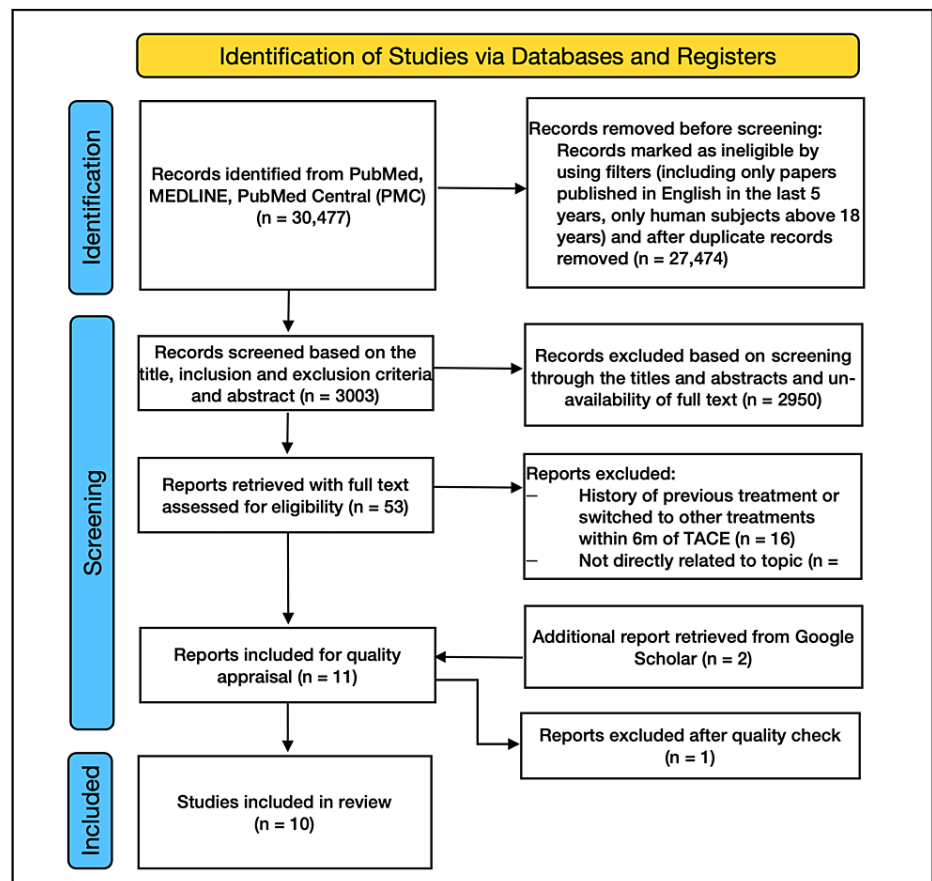 Identification of Studies via Databases and Registers
Identification
Records identified from PubMed,
MEDLINE, PubMed Central (PMC)
(n = 30,477)
Records removed before screening:
Records marked as ineligible by
using filters (including only papers
published in English in the last 5
years, only human subjects above 18
years) and after duplicate records
removed (n = 27,474)
Screening
Records screened based on the
title, inclusion and exclusion criteria
and abstract (n = 3003)
Records excluded based on screening
through the titles and abstracts and un-
availability of full text (n = 2950)
Reports retrieved with full text
assessed for eligibility (n = 53)
Reports excluded:
– History of previous treatment or
switched to other treatments
within 6m of TACE (n = 16)
– Not directly related to topic (n =
Additional report retrieved from Google
Scholar (n = 2)
Reports included for quality
appraisal (n = 11)
Reports excluded after quality check
(n = 1)
Included
Studies included in review
(n = 10)